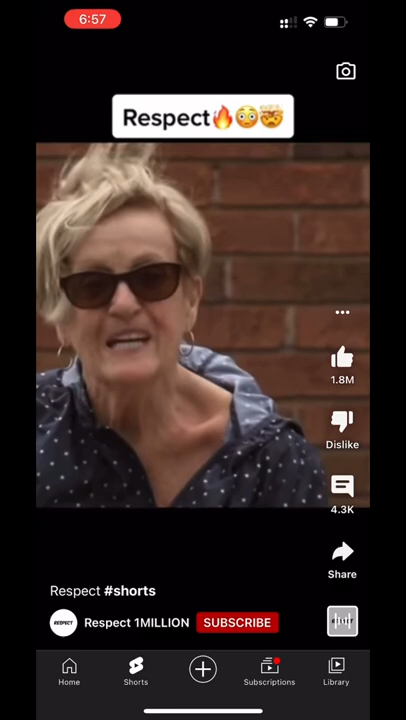 6:57
Respect🔥😳🤯
1.8M
Dislike
4.3K
Share
Respect #shorts
RESPECT
Respect 1MILLION
SUBSCRIBE
Home
Shorts
Subscriptions
Library